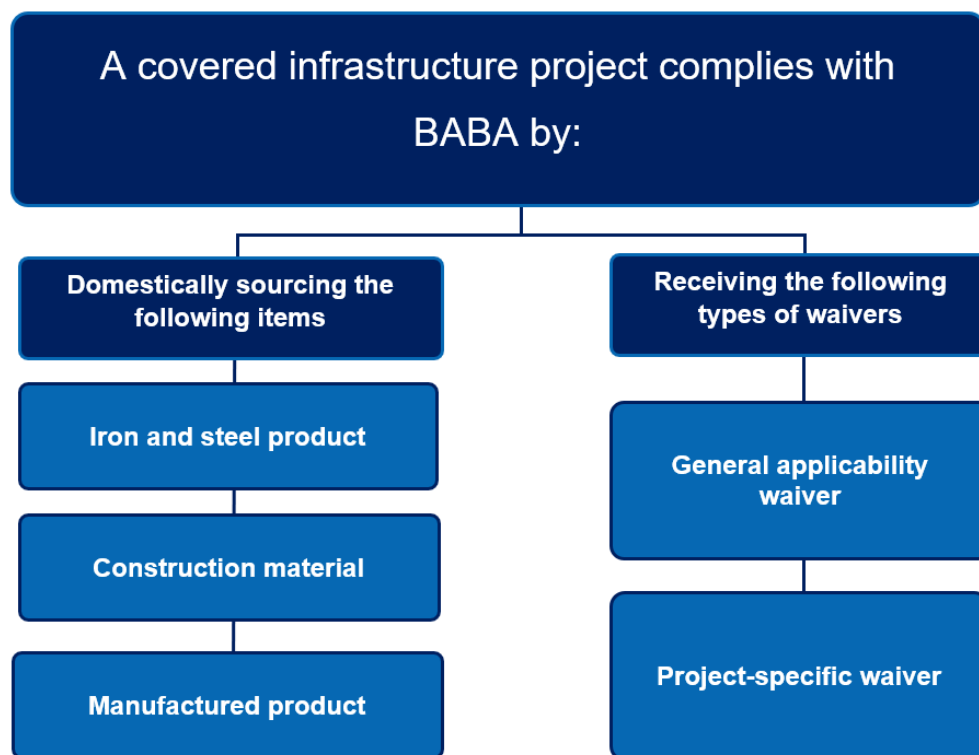 A covered infrastructure project complies with
BABA by:
Domestically sourcing the
following items
Iron and steel product
Construction material
Manufactured product
Receiving the following
types of waivers
General applicability
waiver
Project-specific waiver